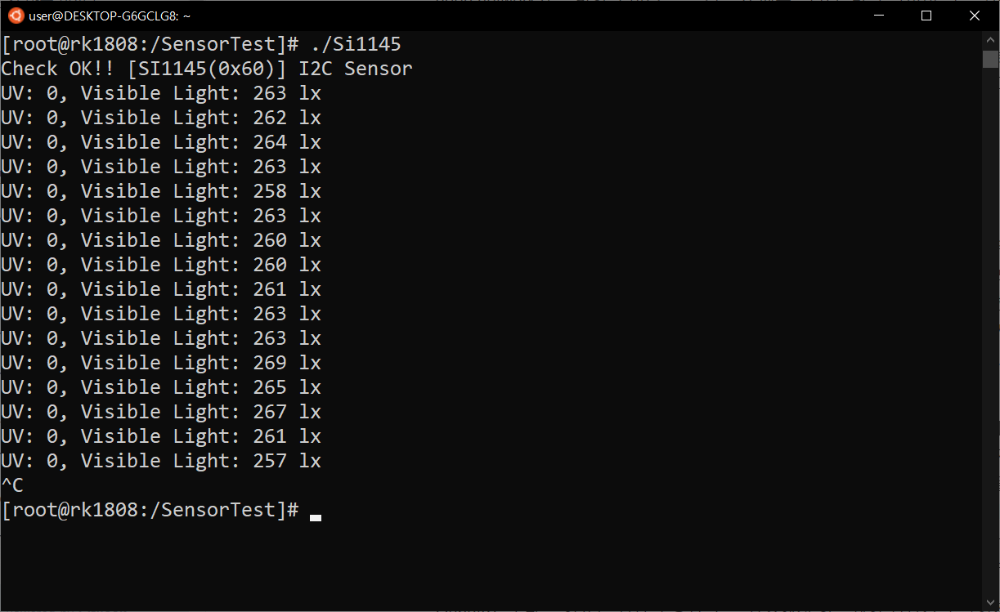 user@DESKTOP-G6GCLG8: ~
[root@rk1808:/SensorTest]# ./Si1145
Check OK!! [SI1145(0x60)] I2C Sensor
UV: 0, Visible Light: 263 lx
UV: 0, Visible Light: 262 lx
UV: 0, Visible Light: 264 lx
UV: 0, Visible Light: 263 lx
UV: 0, Visible Light: 258 lx
UV: 0, Visible Light: 263 lx
UV: 0, Visible Light: 260 lx
UV: 0, Visible Light: 260 lx
UV: 0, Visible Light: 261 lx
UV: 0, Visible Light: 263 lx
UV: 0, Visible Light: 263 lx
UV: 0, Visible Light: 269 lx
UV: 0, Visible Light: 265 lx
UV: 0, Visible Light: 267 lx
UV: 0, Visible Light: 261 lx
UV: 0, Visible Light: 257 lx
^C
[root@rk1808:/SensorTest]#